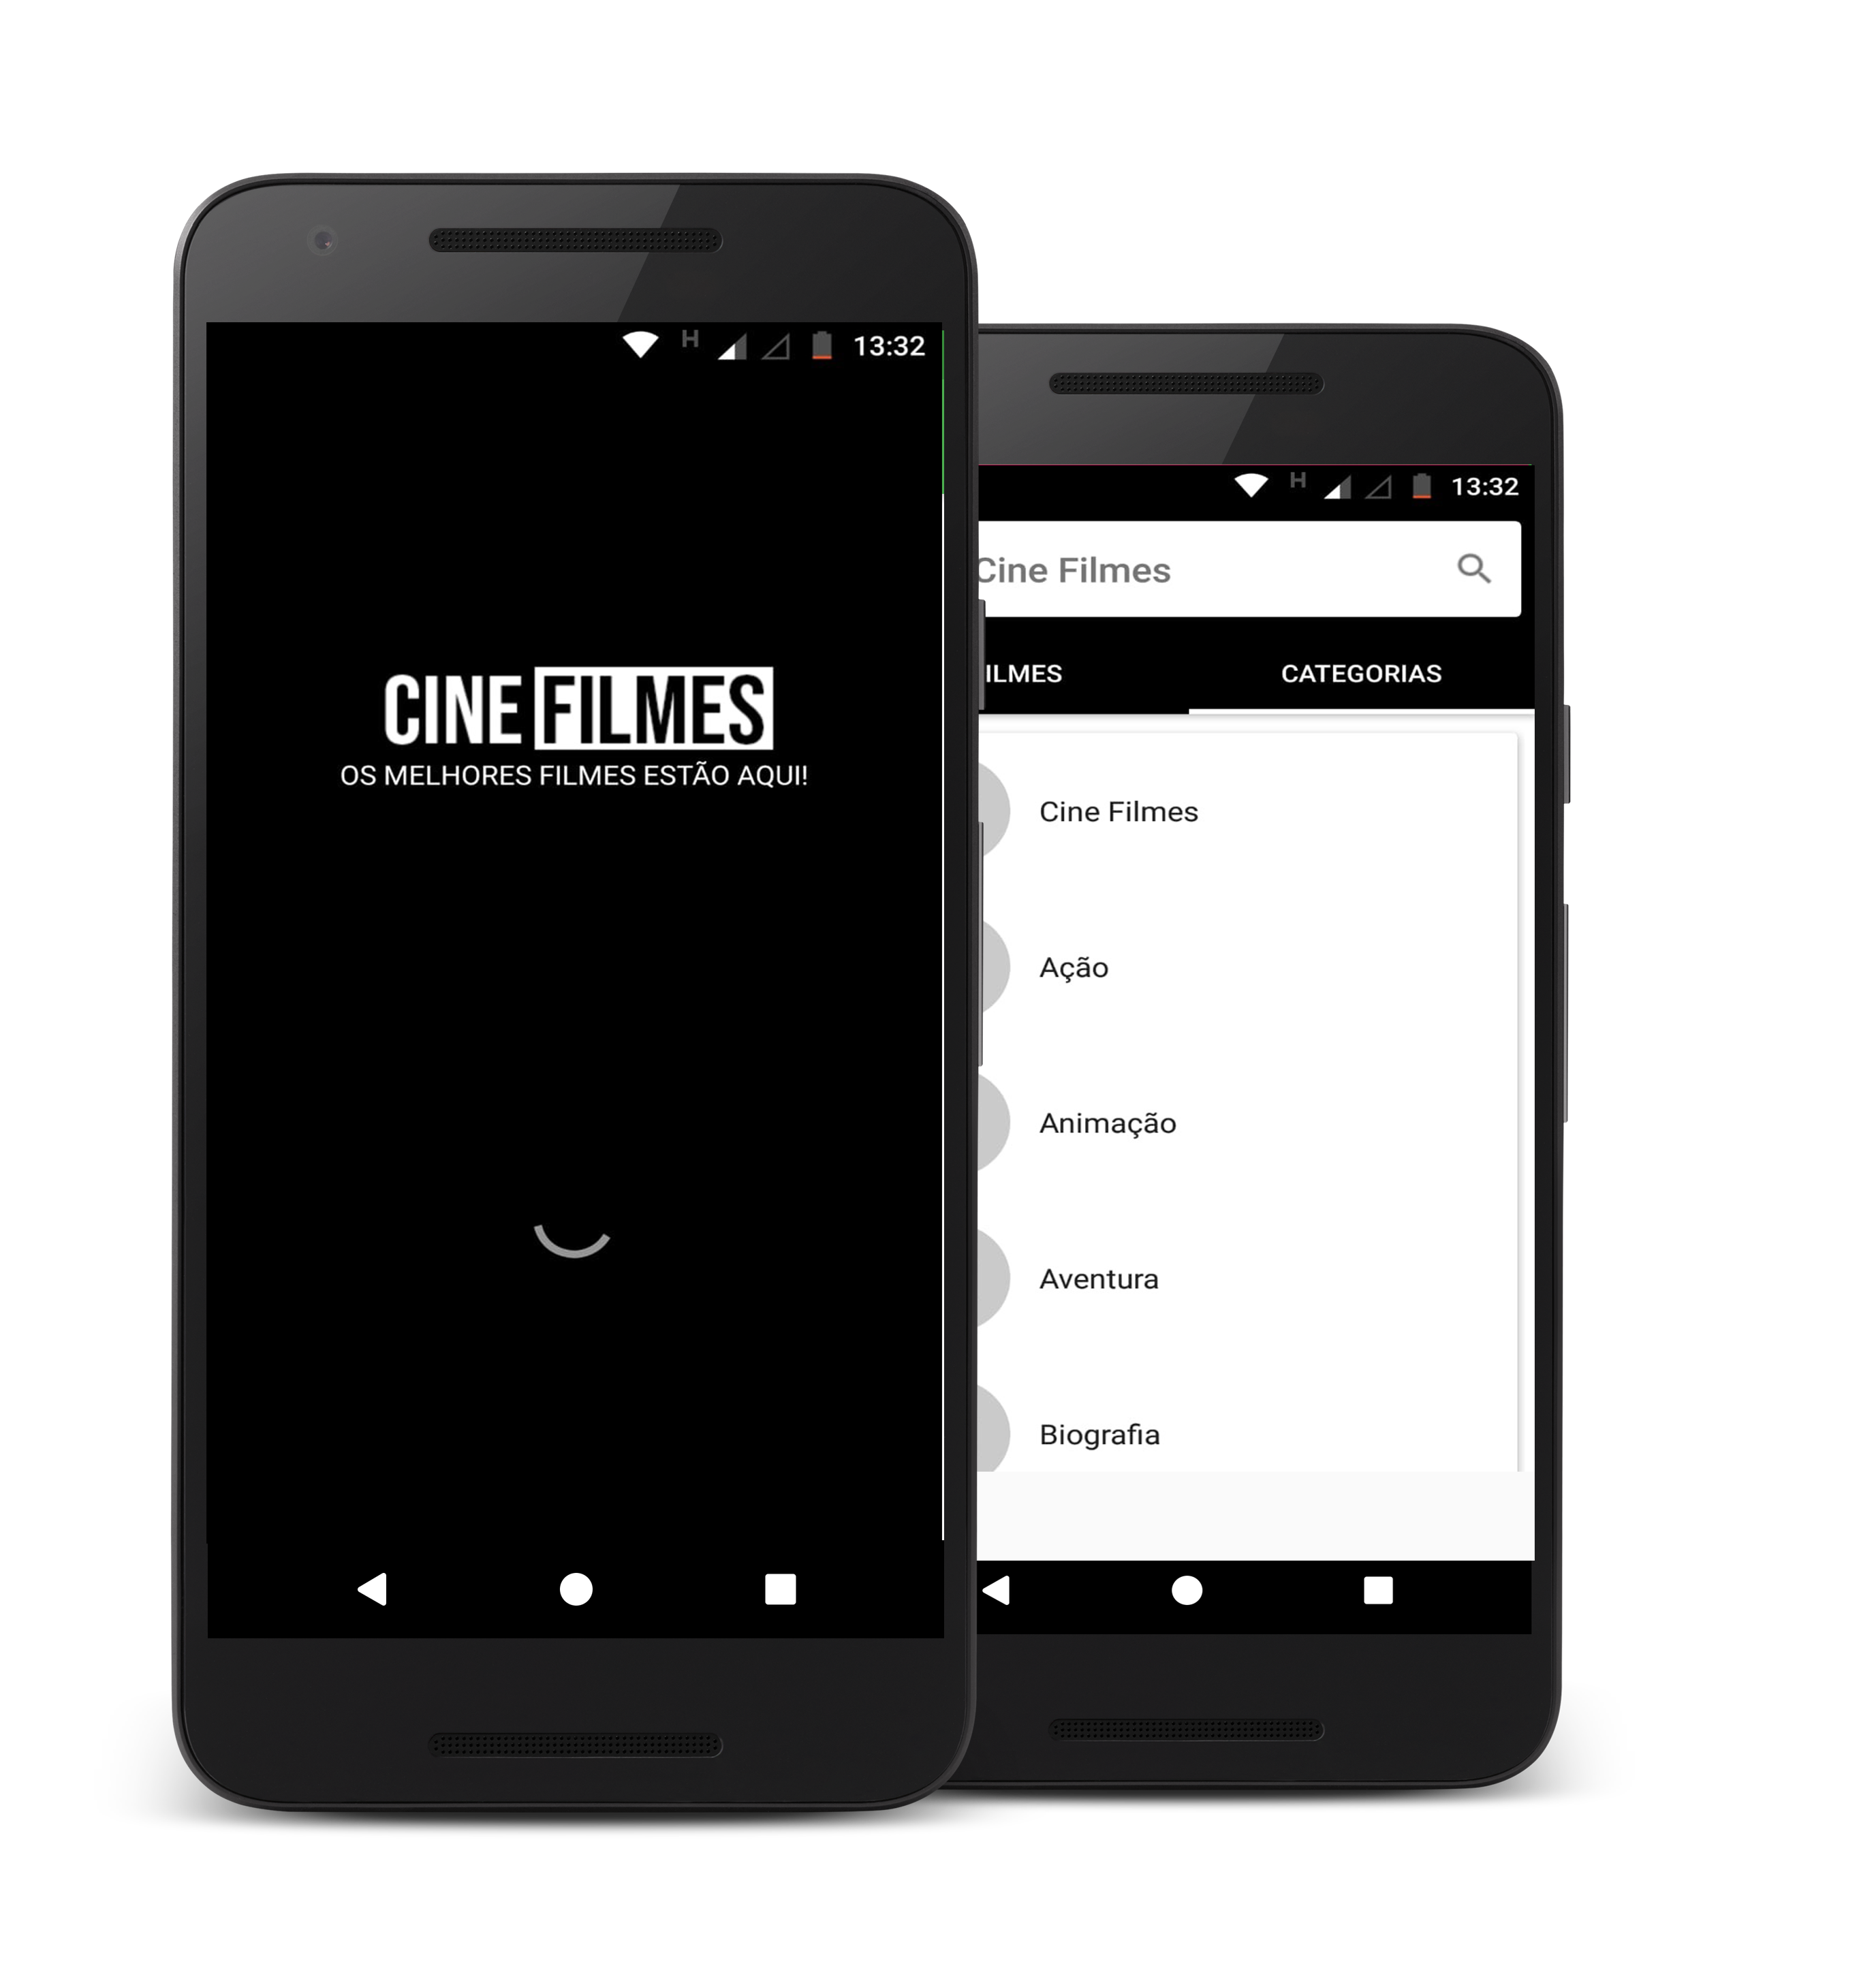 H 13:32
CINE FILMES
OS MELHORES FILMES ESTÃO AQUI!
H 13:32
Cine Filmes
ILMES CATEGORIAS
Cine Filmes
Ação
Animação
Aventura
Biografia